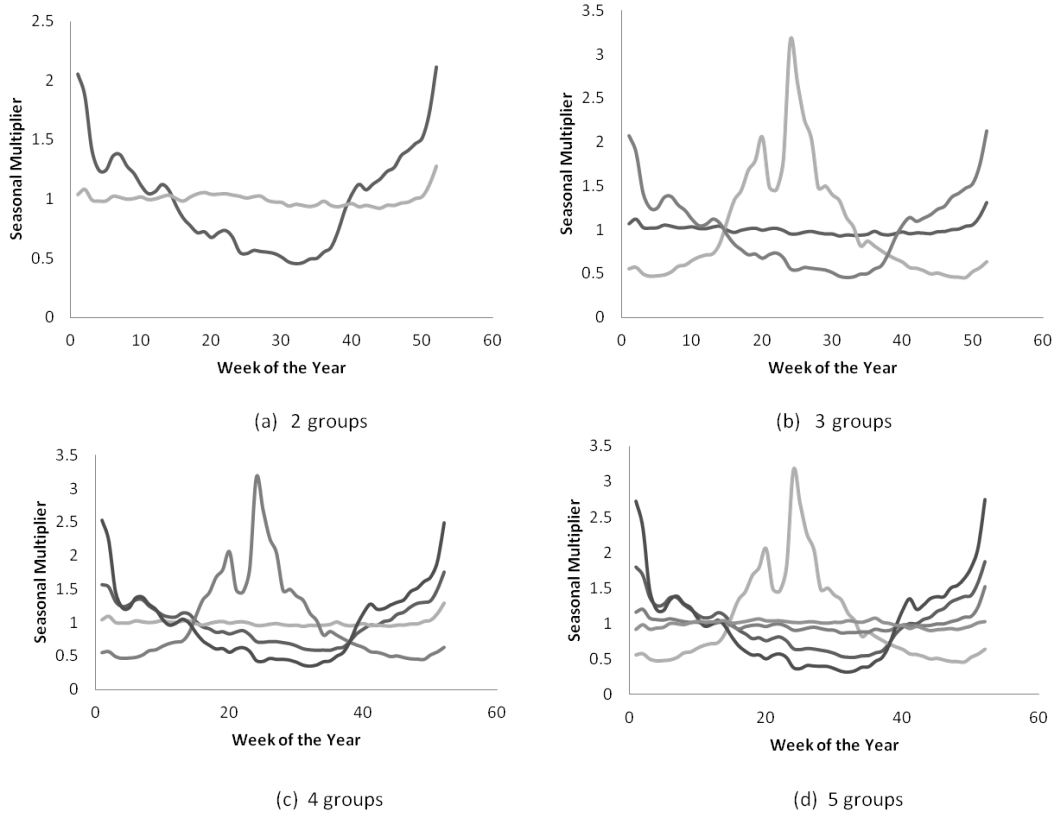 2.5
2
1.5
1
0.5
0
Seasonal Multiplier
0 10 20 30 40 50 60
Week of the Year
(a) 2 groups
3.5
3
2.5
2
1.5
1
0.5
0
Seasonal Multiplier
0 10 20 30 40 50 60
Week of the Year
(b) 3 groups
3.5
3
2.5
2
1.5
1
0.5
0
Seasonal Multiplier
0 20 40 60
Week of the Year
(c) 4 groups
3.5
3
2.5
2
1.5
1
0.5
0
Seasonal Multiplier
0 20 40 60
Week of the Year
(d) 5 groups